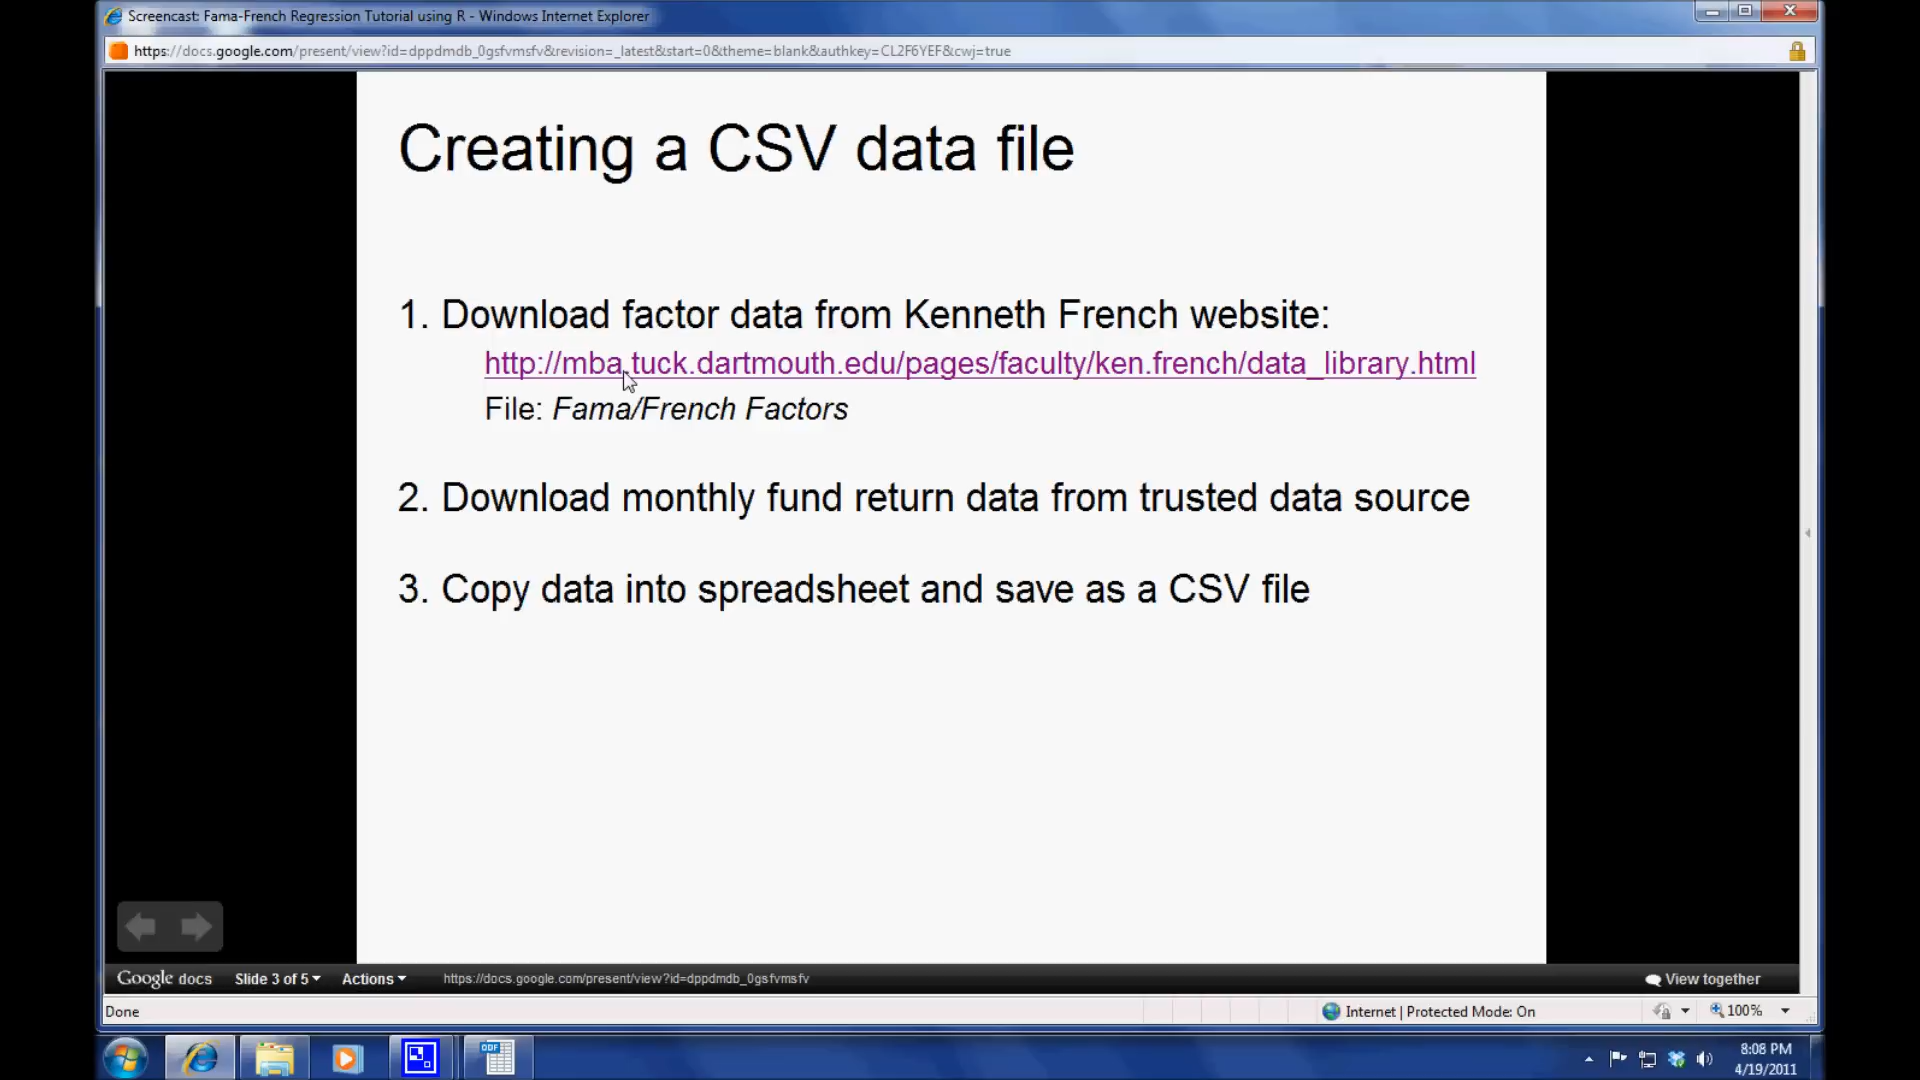 Screencast: Fama-French Regression Tutorial using R - Windows Internet Explorer
https://docs.google.com/present/view?id=dppdmdb_0gsfvmsfv&revision=_latest&start=0&theme=blank&authkey=CL2F6YEF&cwj=true
Creating a CSV data file
1. Download factor data from Kenneth French website:
http://mba.tuck.dartmouth.edu/pages/faculty/ken.french/data_library.html
File: Fama/French Factors
2. Download monthly fund return data from trusted data source
3. Copy data into spreadsheet and save as a CSV file
Google docs Slide 3 of 5 Actions https://docs.google.com/present/view?id=dppdmdb_0gsfvmsfv View together
Done Internet | Protected Mode: On 100%
ODF
8:08 PM
4/19/2011